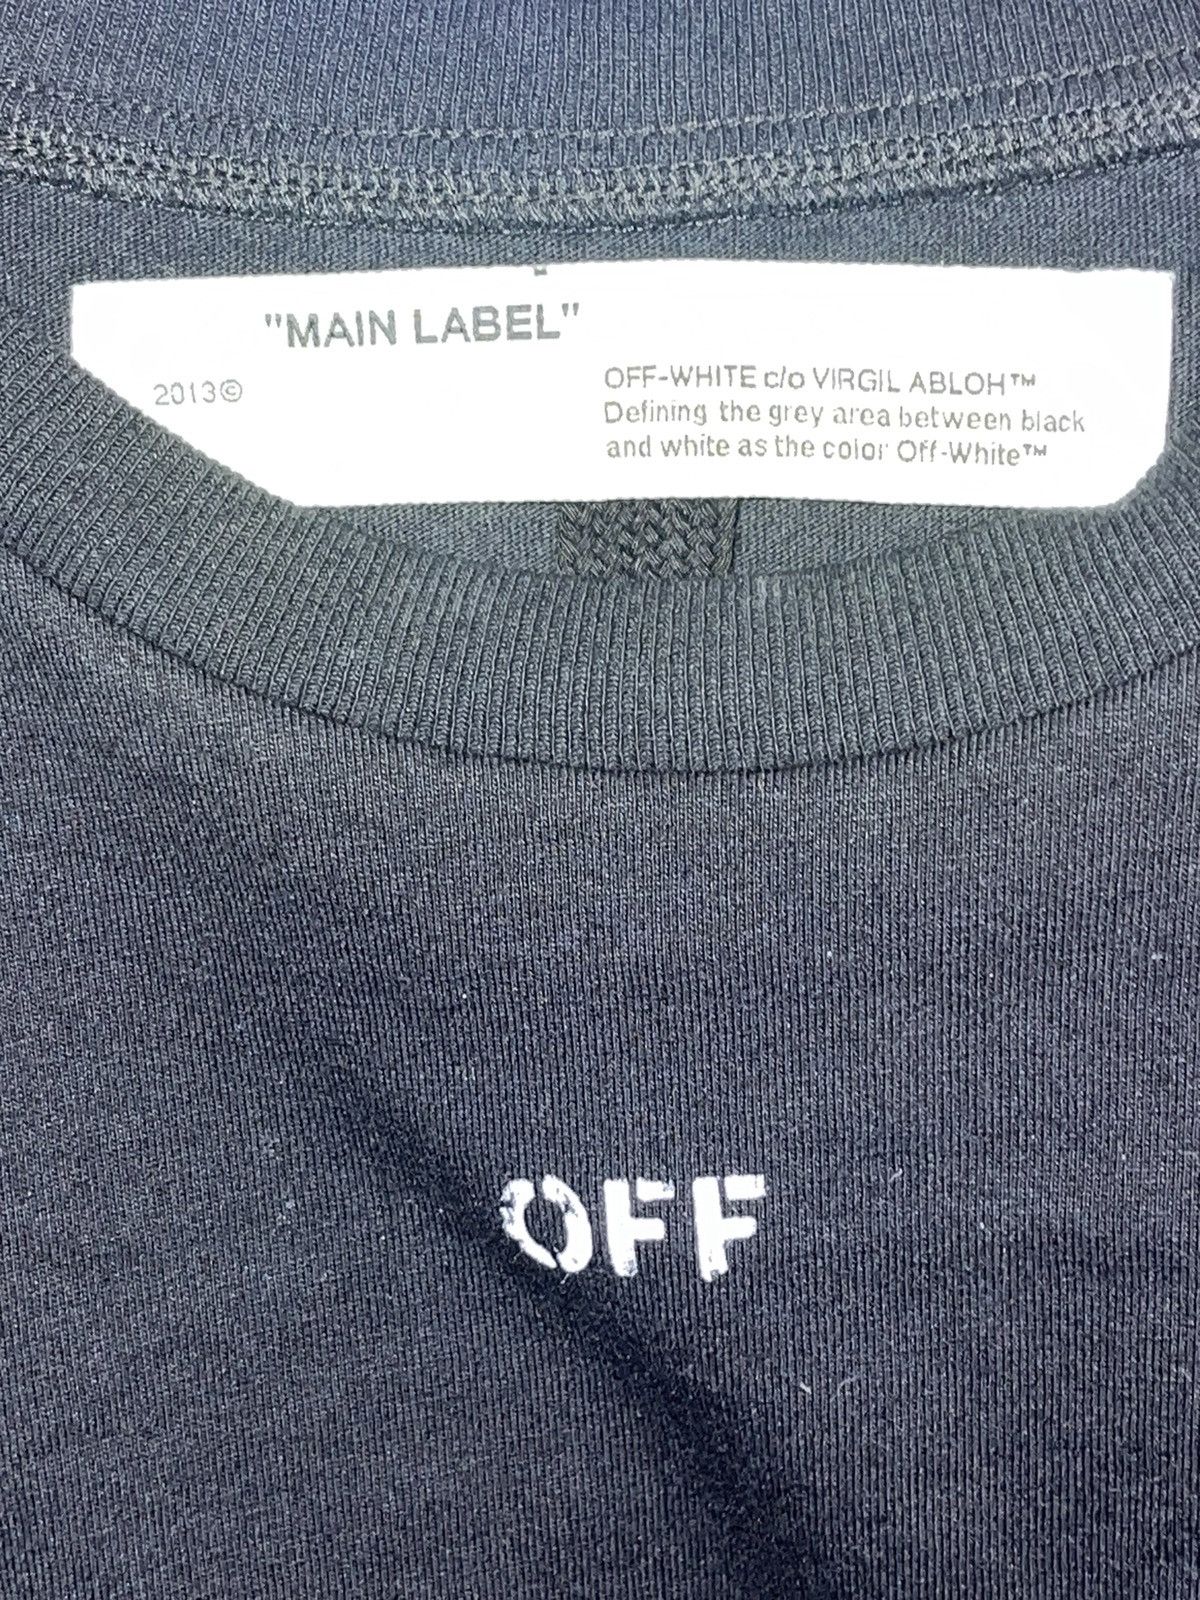 "MAIN LABEL"
2013©
OFF-WHITE c/o VIRGIL ABLOH™
Defining the grey area between black
and white as the color Off-White™
OFF